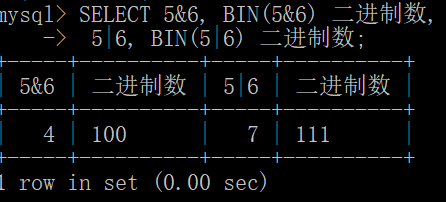 mysql> SELECT 5&6, BIN(5&6) 二进制数,
    -> 5|6, BIN(5|6) 二进制数;
+-----+----------+-----+----------+
| 5&6 | 二进制数 | 5|6 | 二进制数 |
+-----+----------+-----+----------+
|   4 | 100      |   7 | 111      |
+-----+----------+-----+----------+
1 row in set (0.00 sec)